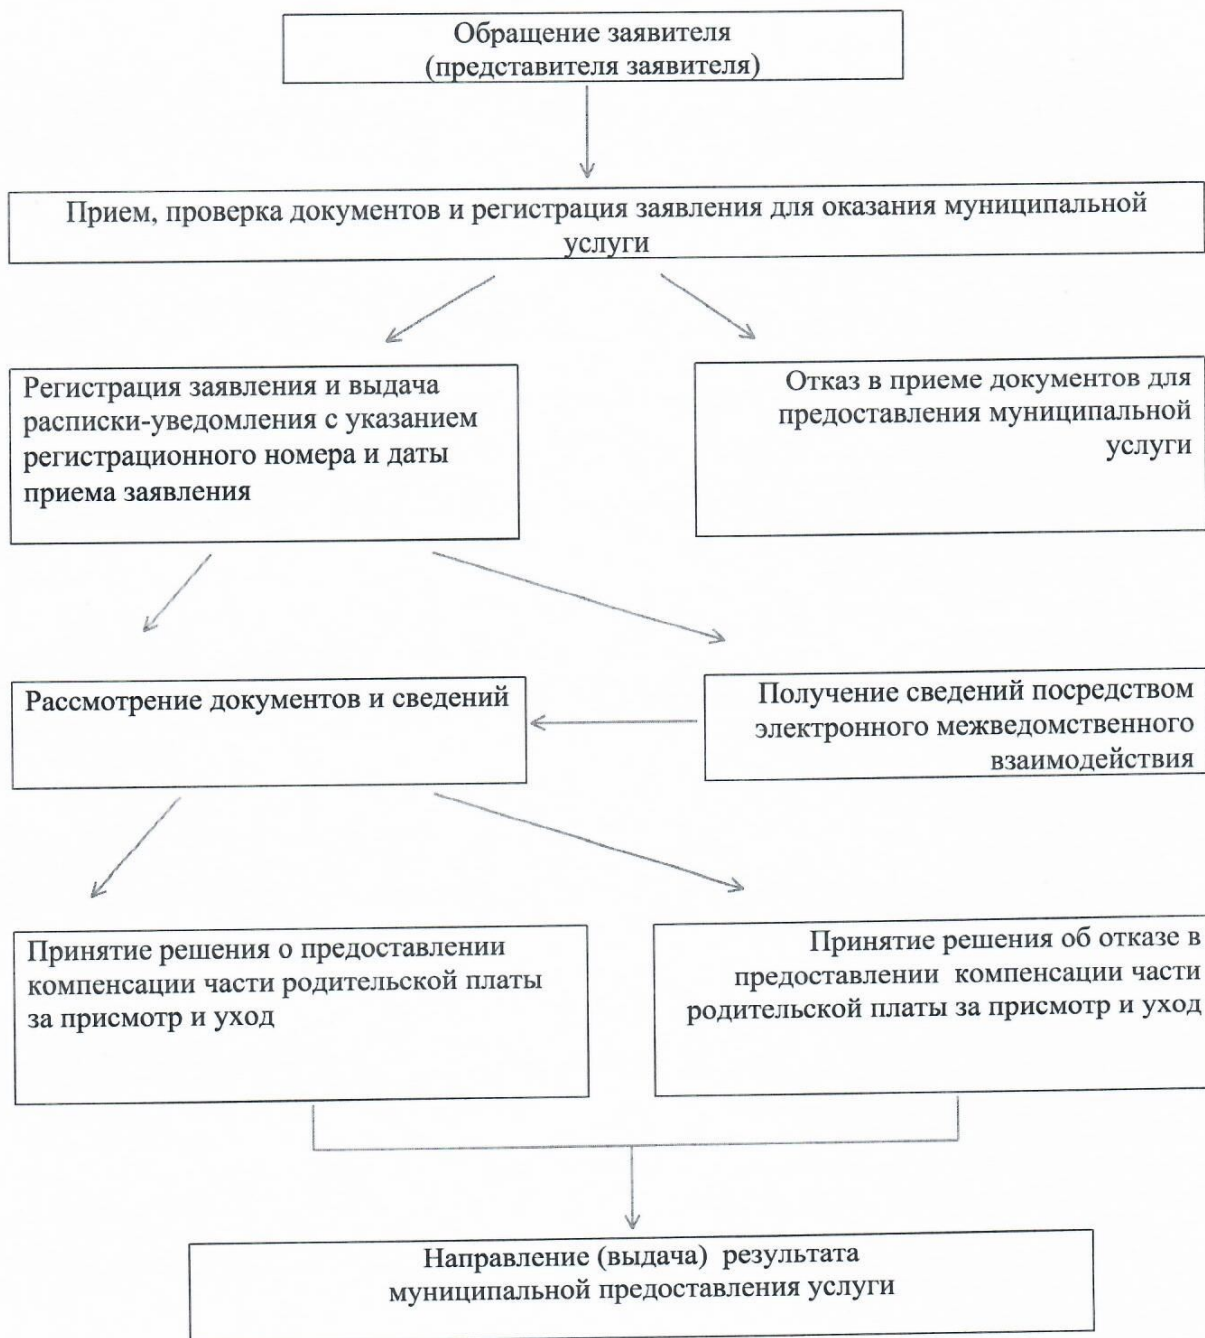 Обращение заявителя
(представителя заявителя)
Прием, проверка документов и регистрация заявления для оказания муниципальной
услуги
Регистрация заявления и выдача
расписки-уведомления с указанием
регистрационного номера и даты
приема заявления
Отказ в приеме документов для
предоставления муниципальной
услуги
Рассмотрение документов и сведений
Получение сведений посредством
электронного межведомственного
взаимодействия
Принятие решения о предоставлении
компенсации части родительской платы
за присмотр и уход
Принятие решения об отказе в
предоставлении компенсации части
родительской платы за присмотр и уход
Направление (выдача) результата
муниципальной предоставления услуги